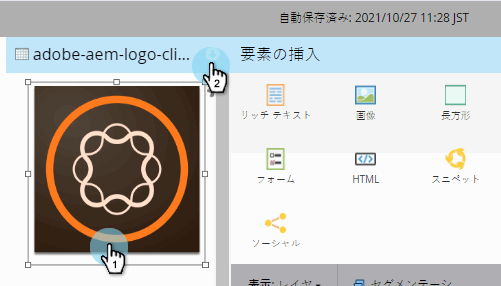 自動保存済み: 2021/10/27 11:28 JST
adobe-aem-logo-cli...
要素の挿入
2
リッチ テキスト
画像
長方形
フォーム
HTML
スニペット
ソーシャル
1
表示: レイヤ
セグメンテーシ